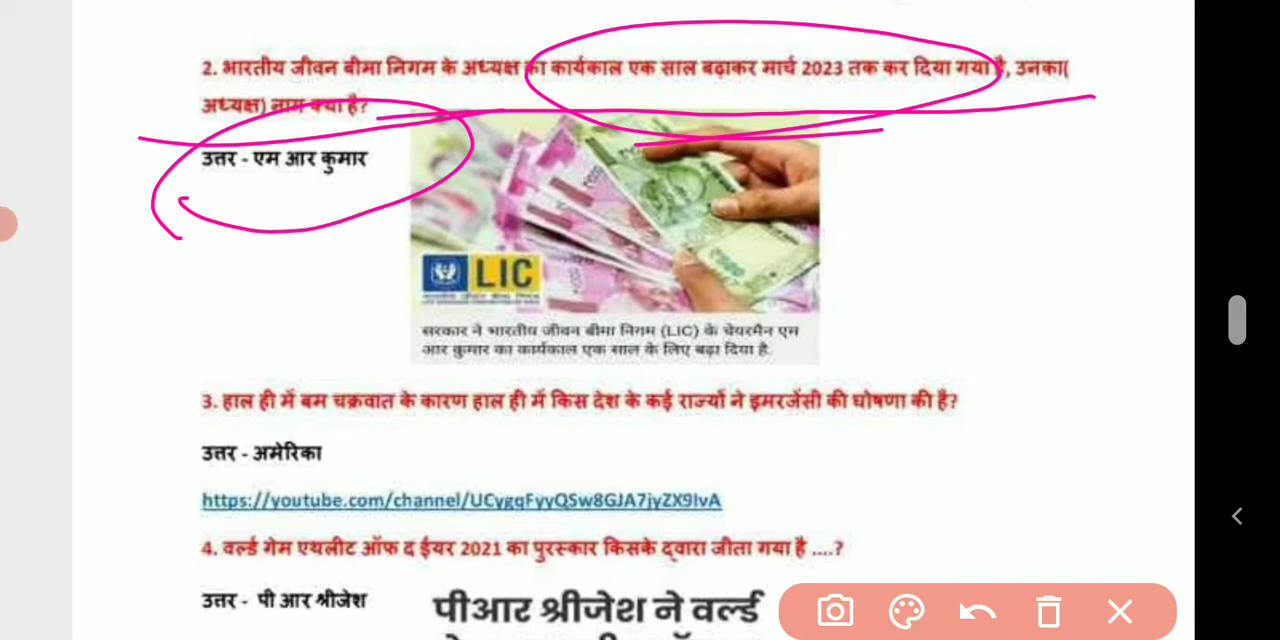 2. भारतीय जीवन बीमा निगम के अध्यक्ष का कार्यकाल एक साल बढ़ाकर मार्च 2023 तक कर दिया गया है, उनका(
अध्यक्ष) नाम क्या है?
उत्तर - एम आर कुमार
LIC
सरकार ने भारतीय जीवन बीमा निगम (LIC) के चेयरमैन एम
आर कुमार का कार्यकाल एक साल के लिए बढ़ा दिया है.
3. हाल ही में बम चक्रवात के कारण हाल ही में किस देश के कई राज्यों ने इमरजेंसी की घोषणा की है?
उत्तर - अमेरिका
https://youtube.com/channel/UCvgqFyyQSw8GJA7jyZX9IvA
4. वर्ल्ड गेम एथलीट ऑफ द ईयर 2021 का पुरस्कार किसके द्वारा जीता गया है ....?
उत्तर - पी आर श्रीजेश
पीआर श्रीजेश ने वर्ल्ड